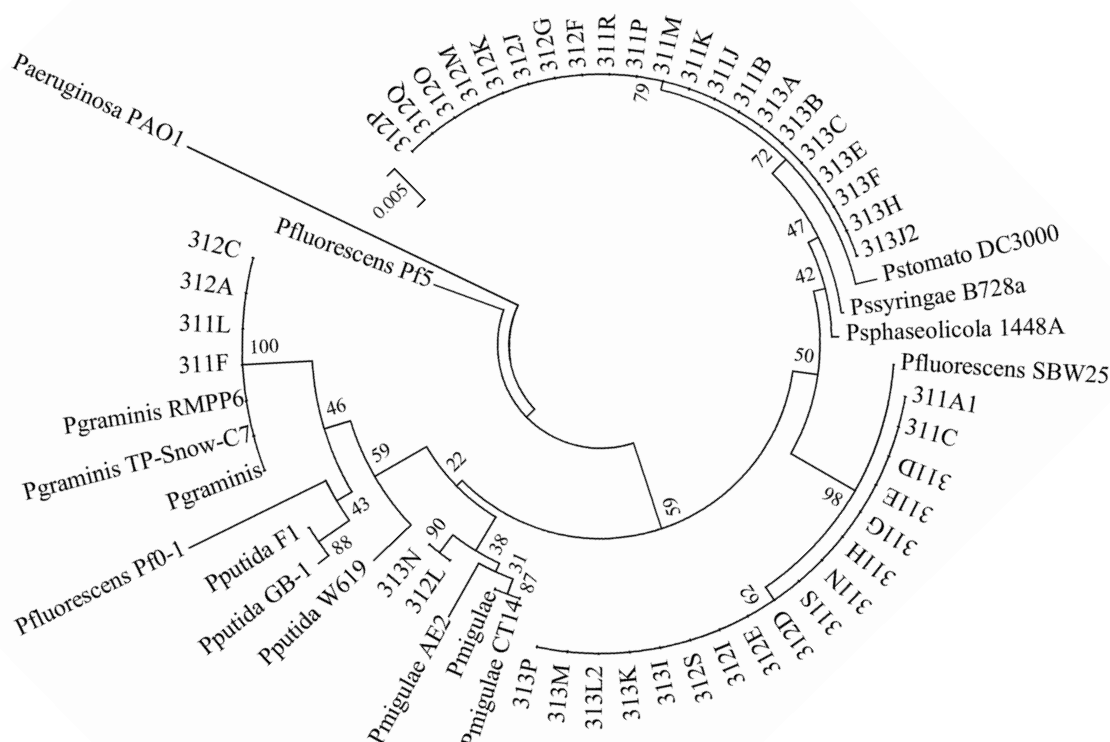 Paeruginosa PAO1
312P
312Q
312O
312M
312K
312J
312G
312F
311R
311P
311M
311K
311J
311B
313A
313B
313C
313E
313F
313H
313J2
Pstomato DC3000
Pssyringae B728a
Psphaseolicola 1448A
Pfluorescens SBW25
311A1
311C
311D
311E
311G
311H
311N
311S
312D
312E
312I
312S
313I
313K
313L2
313M
313P
Pmigulae CT14
Pmigulae
Pmigulae AE2
312L
313N
Pputida W619
Pputida GB-1
Pputida F1
Pfluorescens Pf0-1
Pgraminis
Pgraminis TP-Snow-C7
Pgraminis RMPP6
311F
311L
312A
312C
Pfluorescens Pf5
0.005
79
72
47
42
50
98
62
59
22
38
31
87
90
59
46
43
88
100